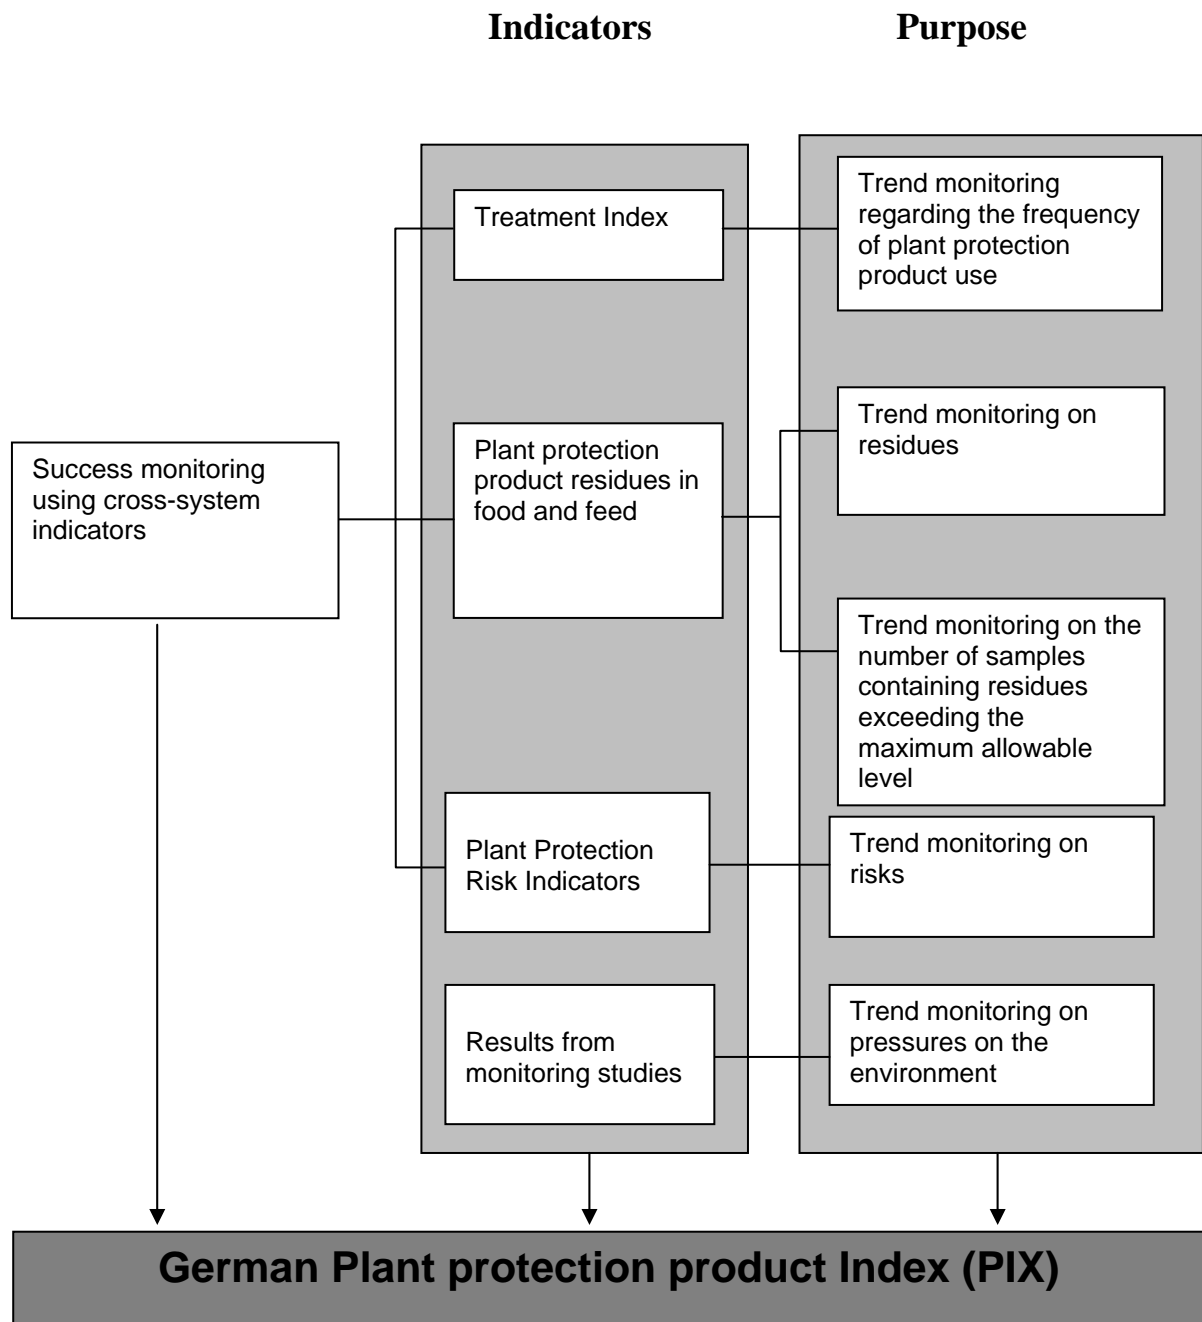 Indicators
Purpose
Treatment Index
Trend monitoring
regarding the frequency
of plant protection
product use
Success monitoring
using cross-system
indicators
Plant protection
product residues in
food and feed
Trend monitoring on
residues
Trend monitoring on the
number of samples
containing residues
exceeding the
maximum allowable
level
Plant Protection
Risk Indicators
Trend monitoring on
risks
Results from
monitoring studies
Trend monitoring on
pressures on the
environment
German Plant protection product Index (PIX)